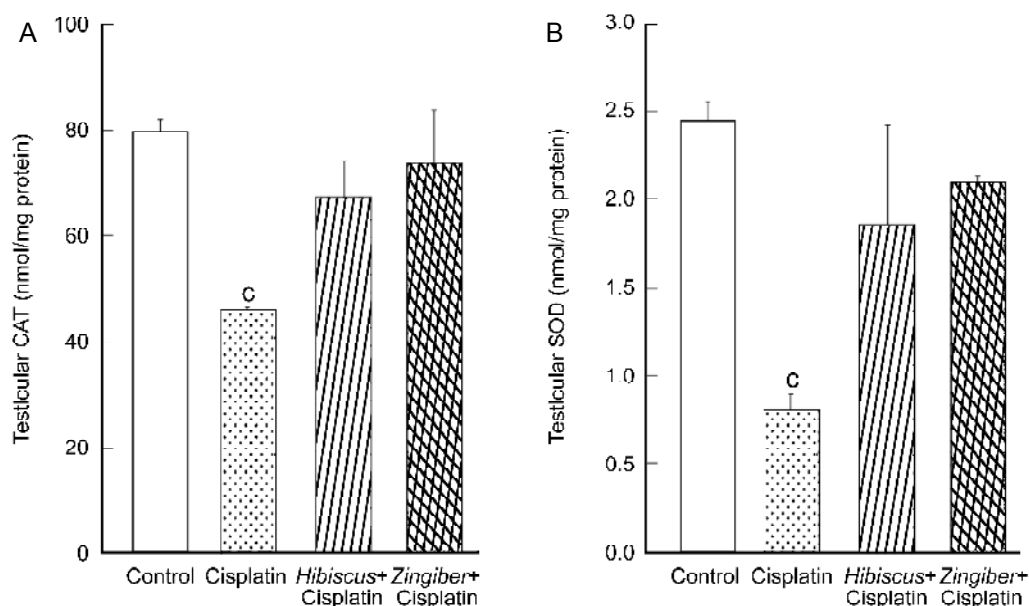 A
Testicular CAT (nmol/mg protein)
100
80
60
40
20
0
C
Control
Cisplatin
Hibiscus+
Cisplatin
Zingiber+
Cisplatin
B
Testicular SOD (nmol/mg protein)
3.0
2.5
2.0
1.5
1.0
0.5
0.0
C
Control
Cisplatin
Hibiscus+
Cisplatin
Zingiber+
Cisplatin